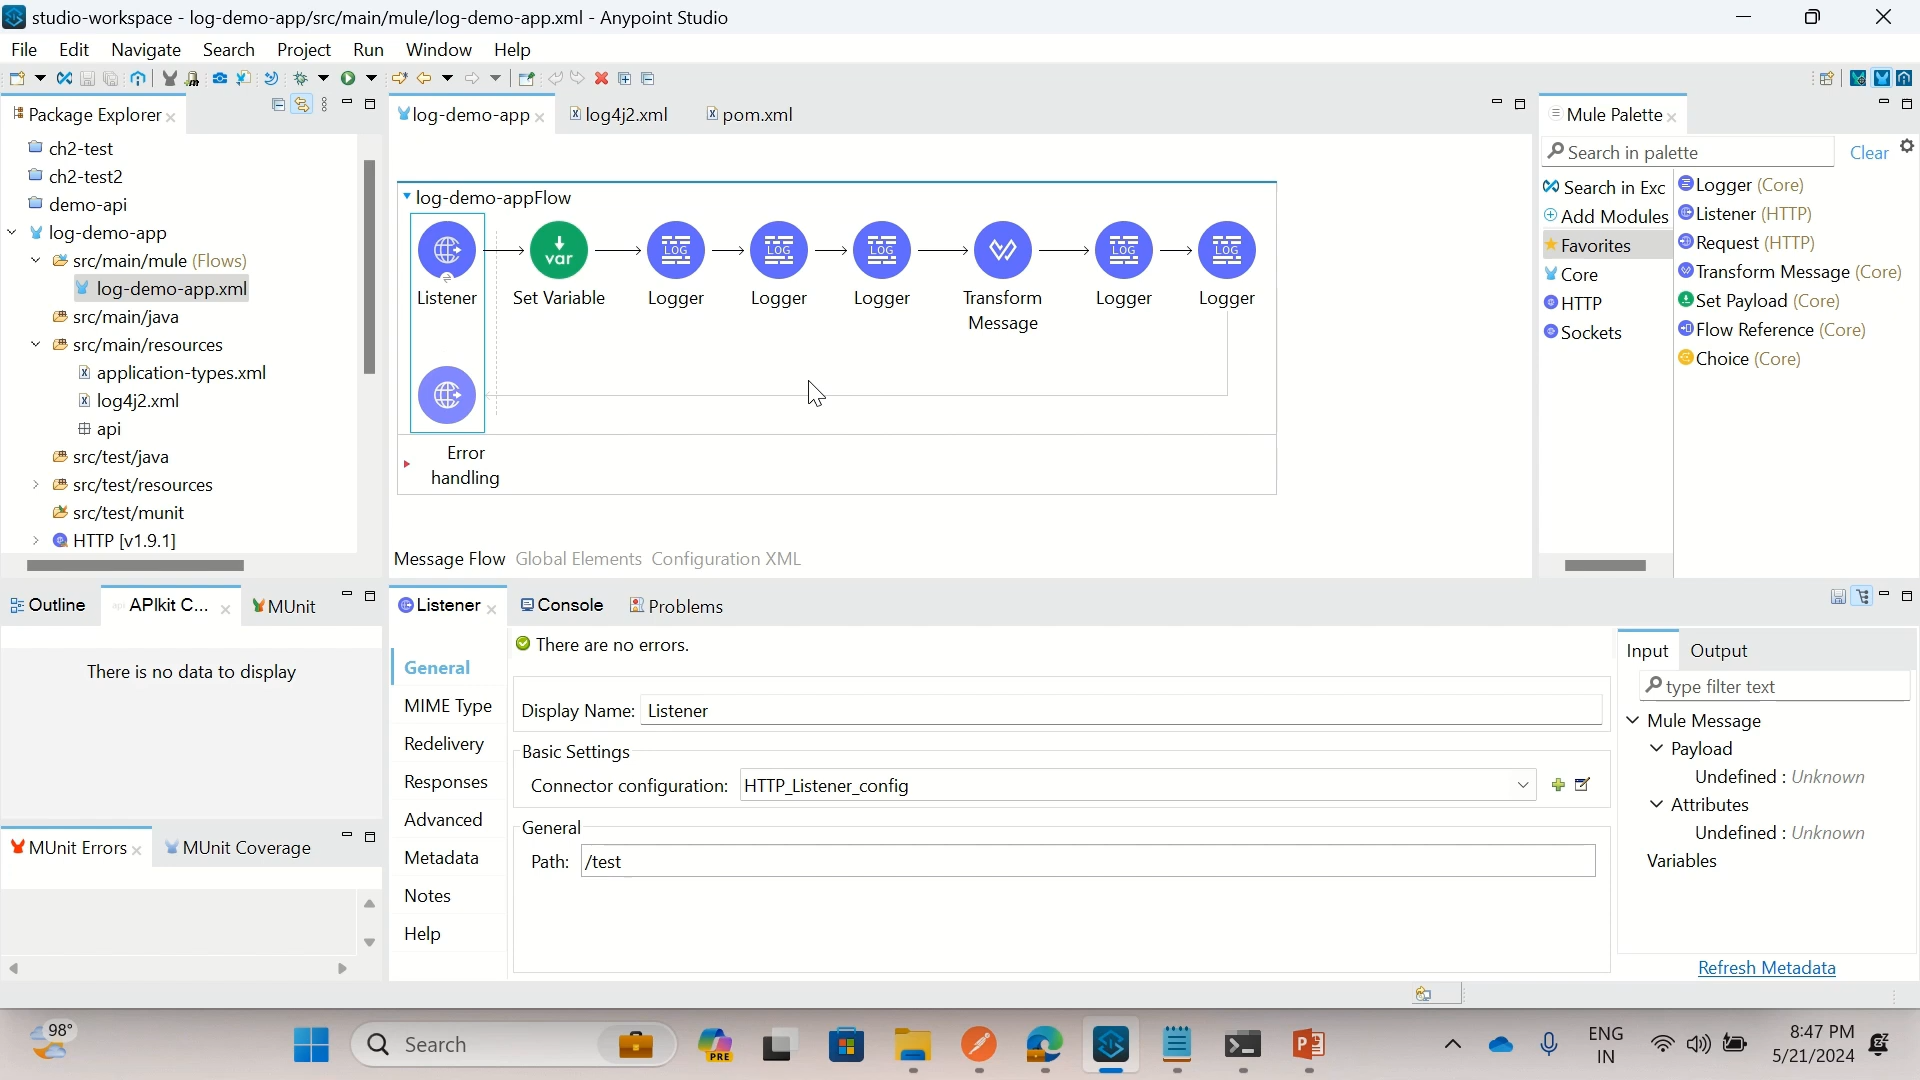 studio-workspace - log-demo-app/src/main/mule/log-demo-app.xml - Anypoint Studio
File Edit Navigate Search Project Run Window Help
Package Explorer
ch2-test
ch2-test2
demo-api
log-demo-app
src/main/mule (Flows)
log-demo-app.xml
src/main/java
src/main/resources
application-types.xml
log4j2.xml
api
src/test/java
src/test/resources
src/test/munit
HTTP [v1.9.1]
log-demo-app log4j2.xml pom.xml
log-demo-appFlow
var LOG LOG LOG LOG LOG
Listener Set Variable Logger Logger Logger Transform Message Logger Logger
Error
handling
Message Flow Global Elements Configuration XML
Mule Palette
Search in palette Clear
Search in Exc
Add Modules
Favorites
Core
HTTP
Sockets
Logger (Core)
Listener (HTTP)
Request (HTTP)
Transform Message (Core)
Set Payload (Core)
Flow Reference (Core)
Choice (Core)
Outline api APIkit C... MUnit
There is no data to display
MUnit Errors MUnit Coverage
Listener Console Problems
General
MIME Type
Redelivery
Responses
Advanced
Metadata
Notes
Help
There are no errors.
Display Name: Listener
Basic Settings
Connector configuration: HTTP_Listener_config
General
Path: /test
Input Output
type filter text
Mule Message
Payload
Undefined : Unknown
Attributes
Undefined : Unknown
Variables
Refresh Metadata
98°
Search
PRE
ENG
IN
8:47 PM
5/21/2024